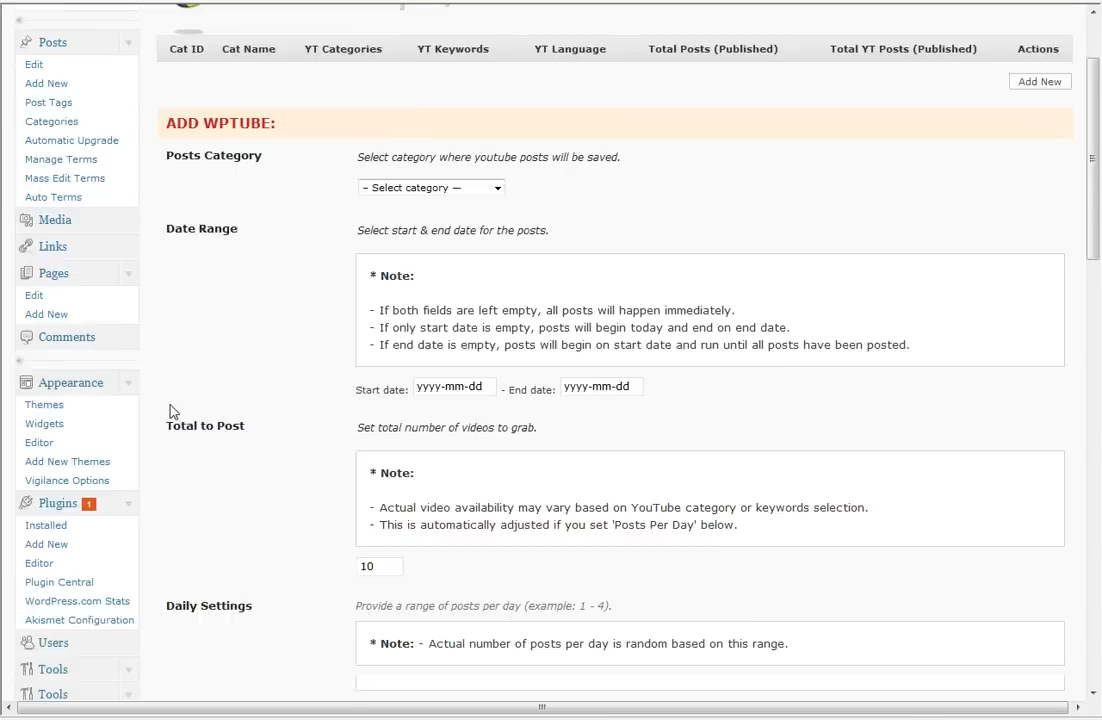 Posts
Edit
Add New
Post Tags
Categories
Automatic Upgrade
Manage Terms
Mass Edit Terms
Auto Terms
Media
Links
Pages
Edit
Add New
Comments
Appearance
Themes
Widgets
Editor
Add New Themes
Vigilance Options
Plugins 1
Installed
Add New
Editor
Plugin Central
WordPress.com Stats
Akismet Configuration
Users
Tools
Tools
Cat ID Cat Name YT Categories YT Keywords YT Language Total Posts (Published) Total YT Posts (Published) Actions
Add New
ADD WPTUBE:
Posts Category Select category where youtube posts will be saved.
– Select category —
Date Range Select start & end date for the posts.
* Note:
- If both fields are left empty, all posts will happen immediately.
- If only start date is empty, posts will begin today and end on end date.
- If end date is empty, posts will begin on start date and run until all posts have been posted.
Start date: yyyy-mm-dd - End date: yyyy-mm-dd
Total to Post Set total number of videos to grab.
* Note:
- Actual video availability may vary based on YouTube category or keywords selection.
- This is automatically adjusted if you set 'Posts Per Day' below.
10
Daily Settings Provide a range of posts per day (example: 1 - 4).
* Note: - Actual number of posts per day is random based on this range.